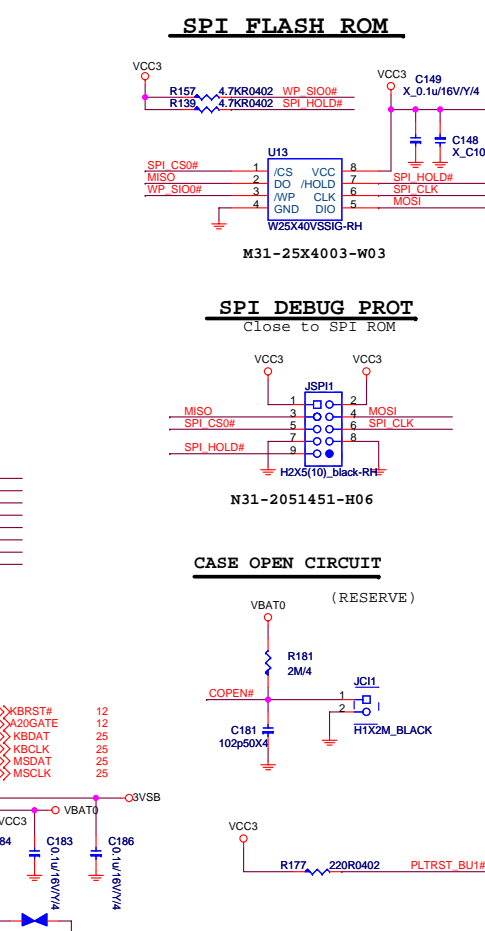 SPI FLASH ROM
VCC3
R157 4.7KR0402 WP_SIO0#
R139 4.7KR0402 SPI_HOLD#
VCC3 C149
X_0.1u/16V/Y/4
C148
X_C10
U13
SPI_CS0# 1 /CS VCC 8
MISO 2 DO /HOLD 7 SPI_HOLD#
WP_SIO0# 3 /WP CLK 6 SPI_CLK
4 GND DIO 5 MOSI
W25X40VSSIG-RH
M31-25X4003-W03
SPI DEBUG PROT
Close to SPI ROM
VCC3 VCC3
JSPI1
1 2
MISO 3 4 MOSI
SPI_CS0# 5 6 SPI_CLK
7 8
SPI_HOLD# 9
H2X5(10)_black-RH
N31-2051451-H06
CASE OPEN CIRCUIT
(RESERVE)
VBAT0
R181
2M/4
COPEN#
JCI1
1
2
H1X2M_BLACK
C181
102p50X4
KBRST# 12
A20GATE 12
KBDAT 25
KBCLK 25
MSDAT 25
MSCLK 25
3VSB
VBAT0
VCC3
84
C183
0.1u/16V/Y/4
C186
0.1u/16V/Y/4
VCC3
R177 220R0402 PLTRST_BU1#